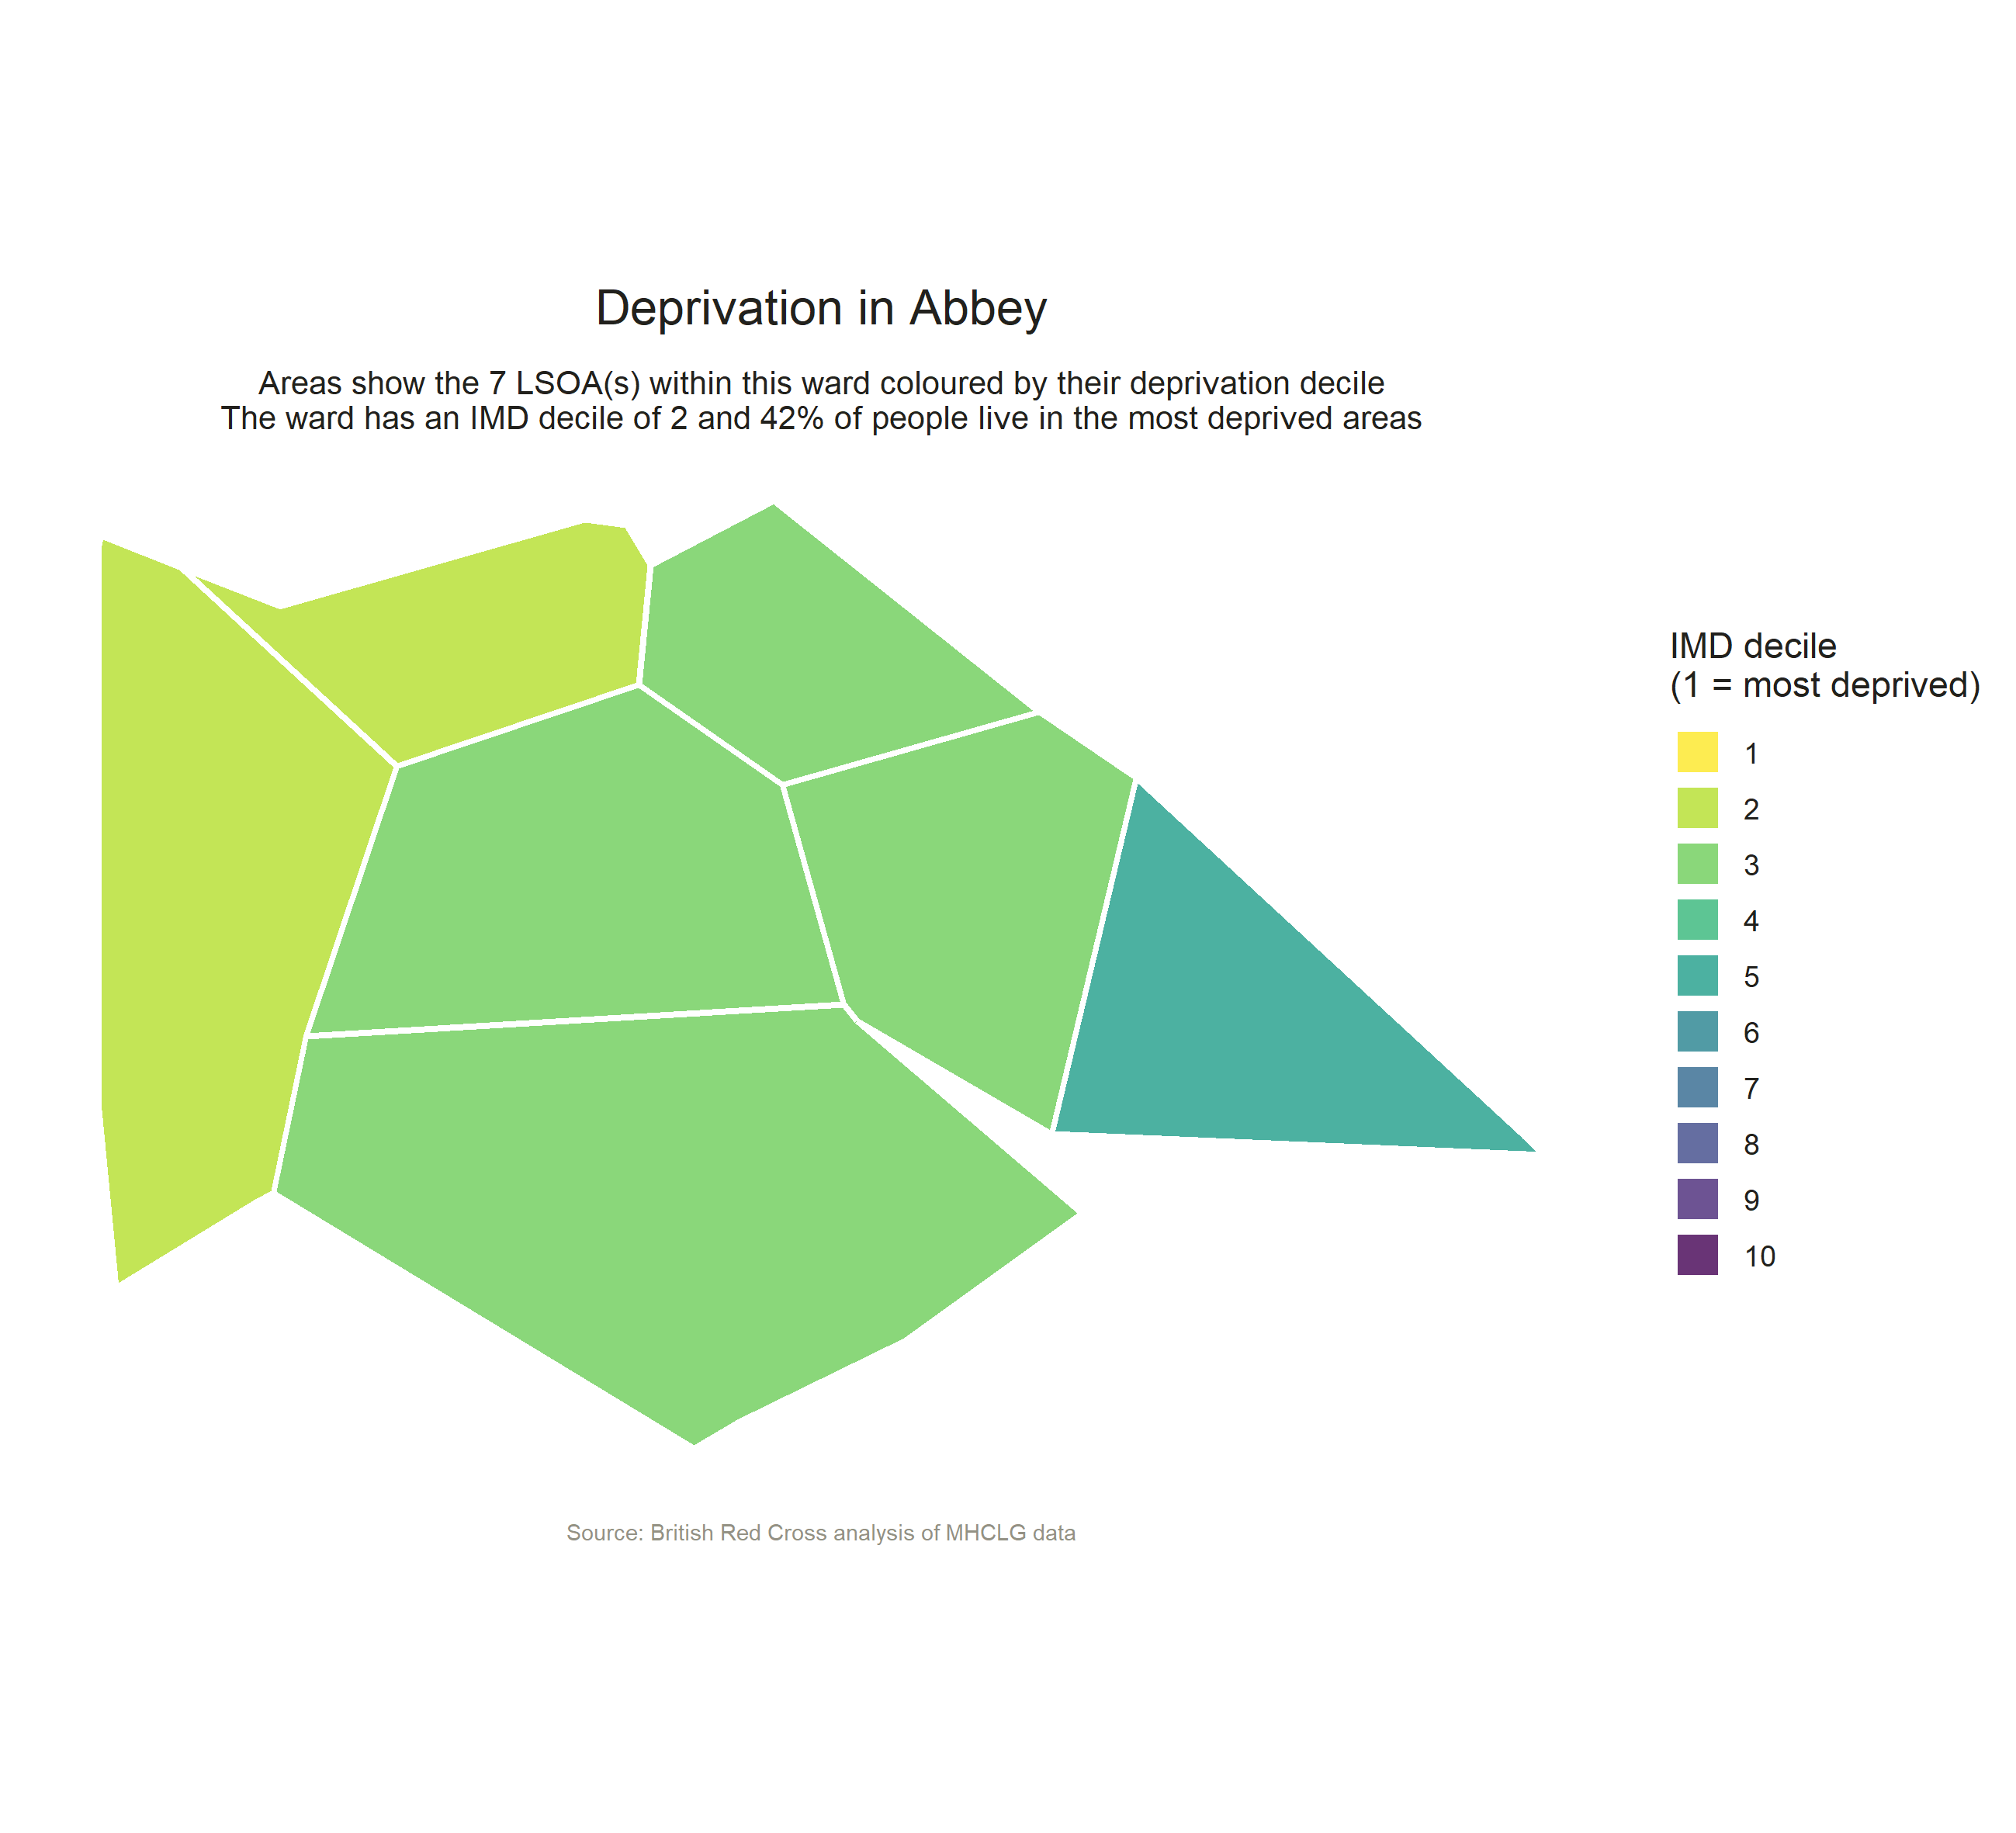 Deprivation in Abbey
Areas show the 7 LSOA(s) within this ward coloured by their deprivation decile
The ward has an IMD decile of 2 and 42% of people live in the most deprived areas
IMD decile
(1 = most deprived)
1
2
3
4
5
6
7
8
9
10
Source: British Red Cross analysis of MHCLG data